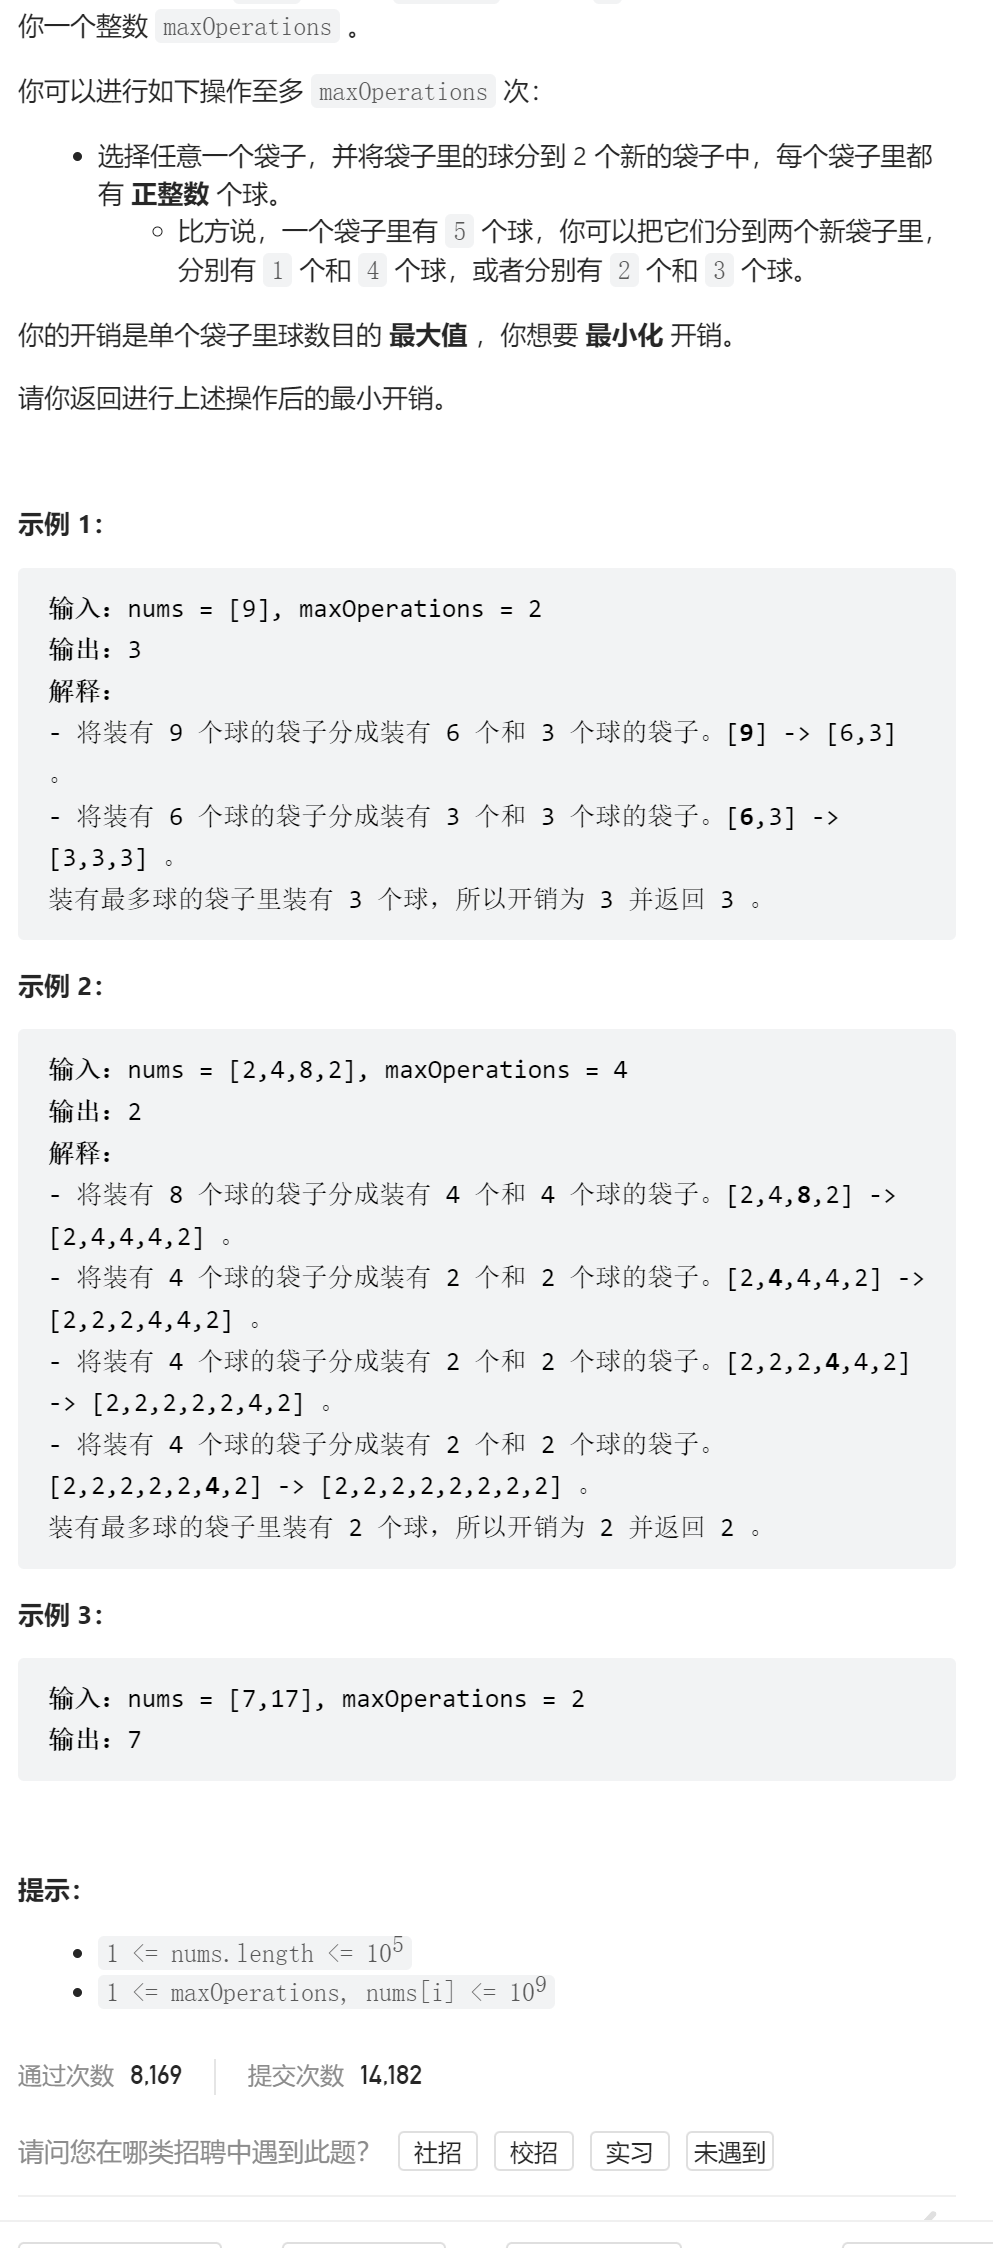 你一个整数 maxOperations 。
你可以进行如下操作至多 maxOperations 次：
选择任意一个袋子，并将袋子里的球分到 2 个新的袋子中，每个袋子里都
有 正整数 个球。
比方说，一个袋子里有 5 个球，你可以把它们分到两个新袋子里，
分别有 1 个和 4 个球，或者分别有 2 个和 3 个球。
你的开销是单个袋子里球数目的 最大值 ，你想要 最小化 开销。
请你返回进行上述操作后的最小开销。
示例 1：
输入：nums = [9], maxOperations = 2
输出：3
解释：
- 将装有 9 个球的袋子分成装有 6 个和 3 个球的袋子。[9] -> [6,3]
。
- 将装有 6 个球的袋子分成装有 3 个和 3 个球的袋子。[6,3] ->
[3,3,3] 。
装有最多球的袋子里装有 3 个球，所以开销为 3 并返回 3 。
示例 2：
输入：nums = [2,4,8,2], maxOperations = 4
输出：2
解释：
- 将装有 8 个球的袋子分成装有 4 个和 4 个球的袋子。[2,4,8,2] ->
[2,4,4,4,2] 。
- 将装有 4 个球的袋子分成装有 2 个和 2 个球的袋子。[2,4,4,4,2] ->
[2,2,2,4,4,2] 。
- 将装有 4 个球的袋子分成装有 2 个和 2 个球的袋子。[2,2,2,4,4,2]
-> [2,2,2,2,2,4,2] 。
- 将装有 4 个球的袋子分成装有 2 个和 2 个球的袋子。
[2,2,2,2,2,4,2] -> [2,2,2,2,2,2,2,2] 。
装有最多球的袋子里装有 2 个球，所以开销为 2 并返回 2 。
示例 3：
输入：nums = [7,17], maxOperations = 2
输出：7
提示：
1 <= nums.length <= 10⁵
1 <= maxOperations, nums[i] <= 10⁹
通过次数 8,169 提交次数 14,182
请问您在哪类招聘中遇到此题？ 社招 校招 实习 未遇到